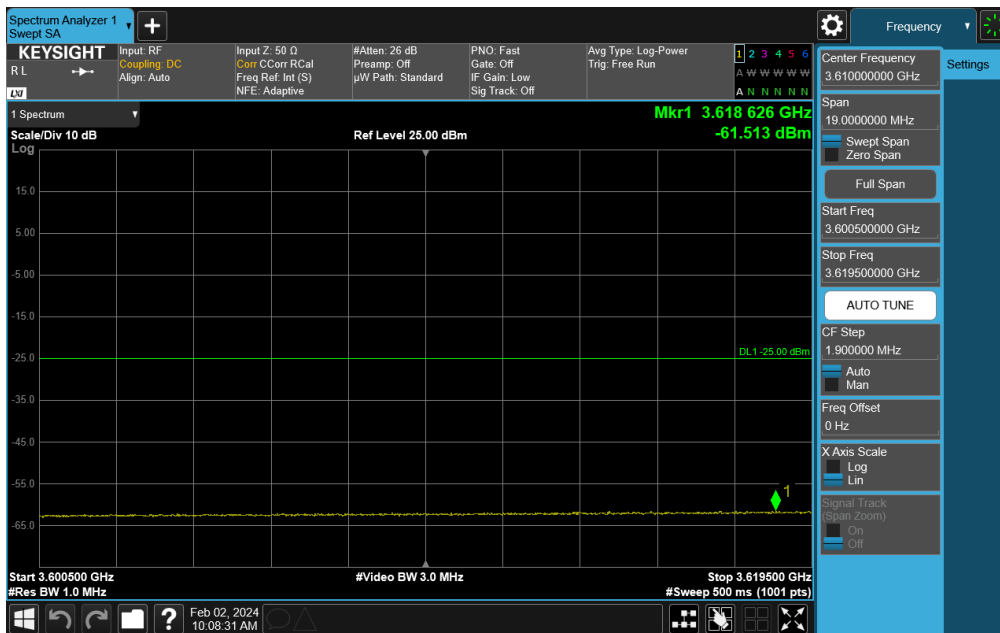 Spectrum Analyzer 1
Swept SA
+
Frequency
KEYSIGHT
R L
LXI
Input: RF
Coupling: DC
Align: Auto
Input Z: 50 Ω
Corr CCorr RCal
Freq Ref: Int (S)
NFE: Adaptive
#Atten: 26 dB
Preamp: Off
µW Path: Standard
PNO: Fast
Gate: Off
IF Gain: Low
Sig Track: Off
Avg Type: Log-Power
Trig: Free Run
1 2 3 4 5 6
A W W W W W
A N N N N N
1 Spectrum
Mkr1 3.618 626 GHz
-61.513 dBm
Scale/Div 10 dB
Ref Level 25.00 dBm
Log
15.0
5.00
-5.00
-15.0
-25.0
DL1 -25.00 dBm
-35.0
-45.0
-55.0
1
-65.0
Start 3.600500 GHz
#Video BW 3.0 MHz
Stop 3.619500 GHz
#Res BW 1.0 MHz
#Sweep 500 ms (1001 pts)
?
Feb 02, 2024
10:08:31 AM
Center Frequency
3.610000000 GHz
Settings
Span
19.0000000 MHz
Swept Span
Zero Span
Full Span
Start Freq
3.600500000 GHz
Stop Freq
3.619500000 GHz
AUTO TUNE
CF Step
1.900000 MHz
Auto
Man
Freq Offset
0 Hz
X Axis Scale
Log
Lin
Signal Track
(Span Zoom)
On
Off